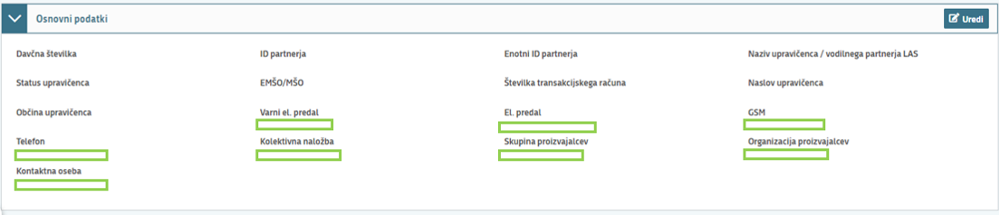 Osnovni podatki
Uredi
Davčna številka
ID partnerja
Enotni ID partnerja
Naziv upravičenca / vodilnega partnerja LAS
Status upravičenca
EMŠO/MŠO
Številka transakcijskega računa
Naslov upravičenca
Občina upravičenca
Varni el. predal
El. predal
GSM
Telefon
Kolektivna naložba
Skupina proizvajalcev
Organizacija proizvajalcev
Kontaktna oseba